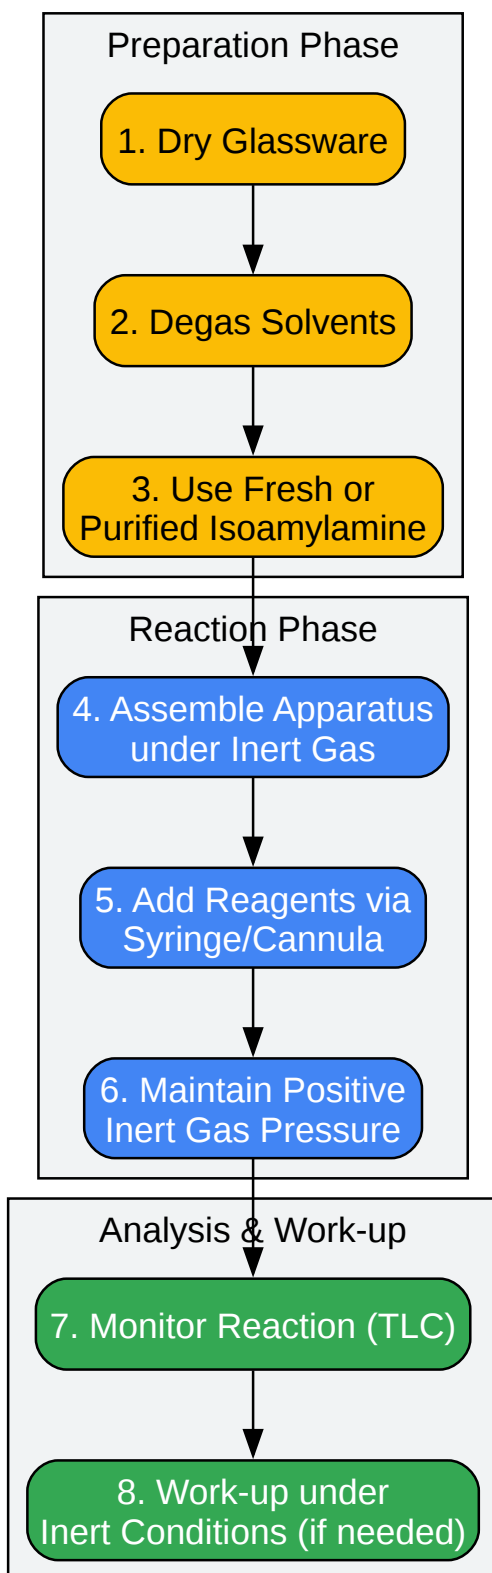 Preparation Phase
1. Dry Glassware
2. Degas Solvents
3. Use Fresh or
Purified Isoamylamine
Reaction Phase
4. Assemble Apparatus
under Inert Gas
5. Add Reagents via
Syringe/Cannula
6. Maintain Positive
Inert Gas Pressure
Analysis & Work-up
7. Monitor Reaction (TLC)
8. Work-up under
Inert Conditions (if needed)